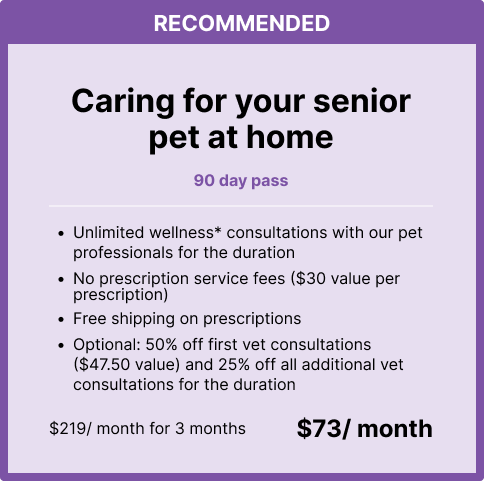 RECOMMENDED
Caring for your senior
pet at home
90 day pass
• Unlimited wellness* consultations with our pet
professionals for the duration
• No prescription service fees ($30 value per
prescription)
• Free shipping on prescriptions
• Optional: 50% off first vet consultations
($47.50 value) and 25% off all additional vet
consultations for the duration
$219/ month for 3 months $73/ month